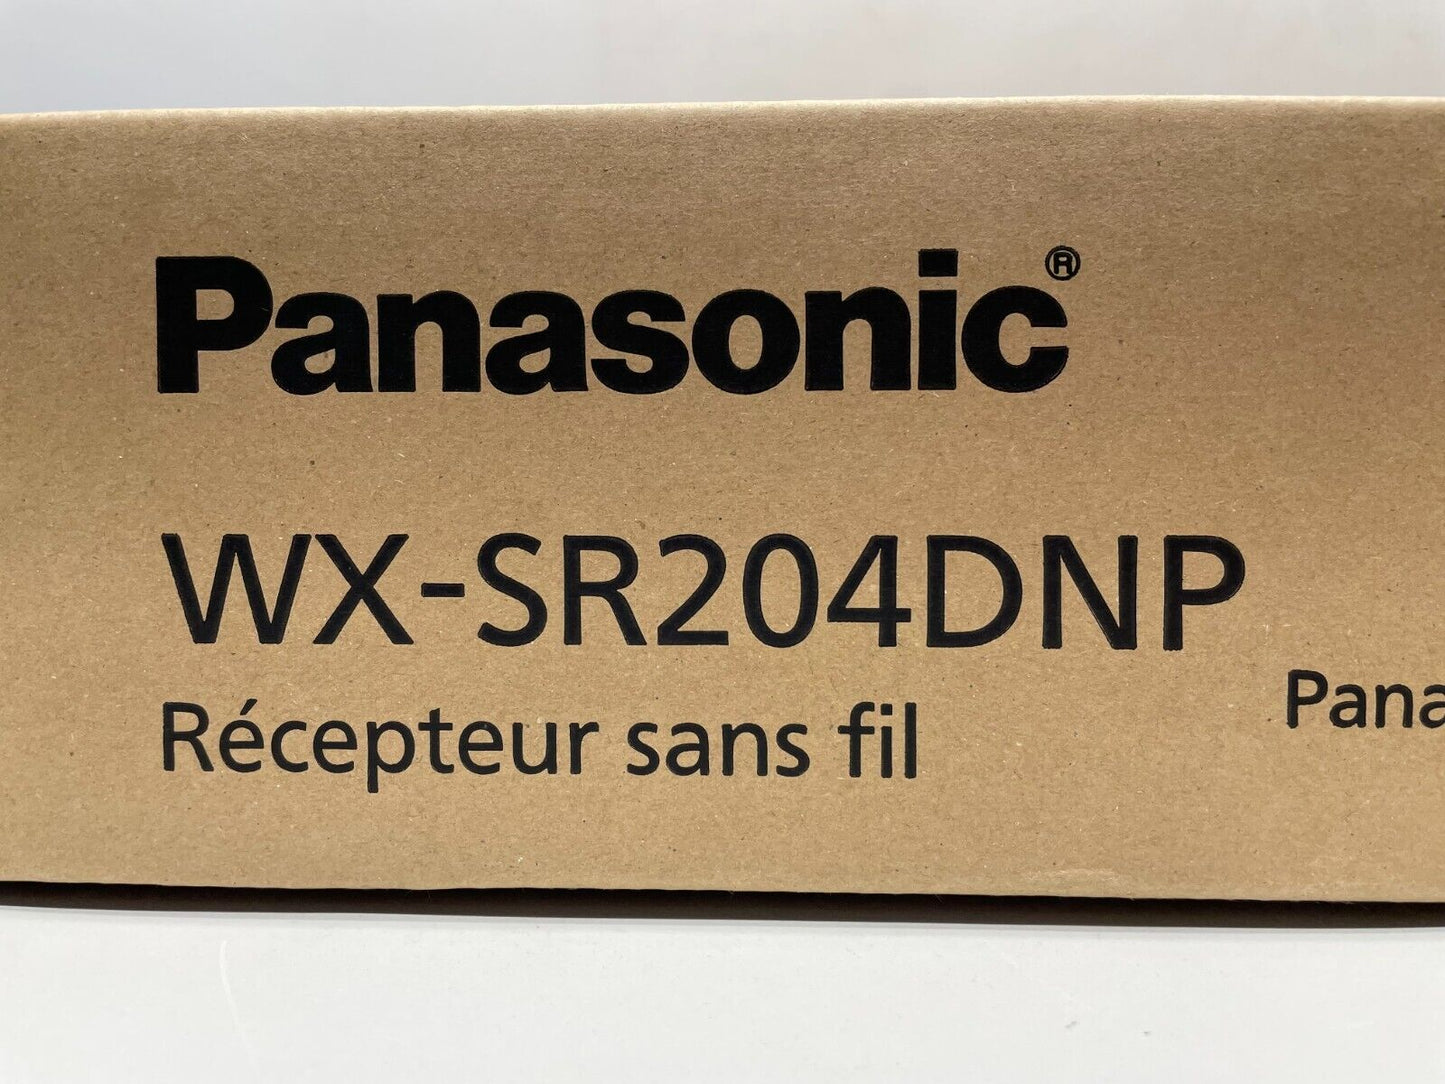 Panasonic®
WX-SR204DNP
Récepteur sans fil
Pana